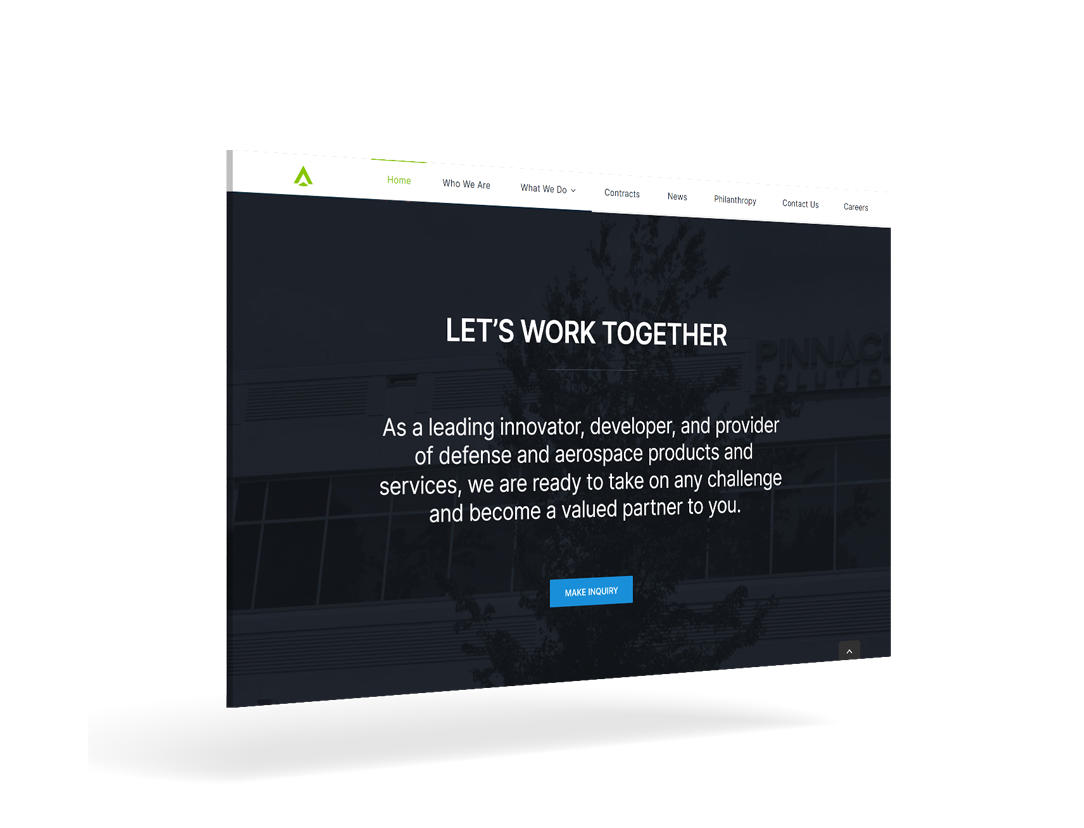 Home Who We Are What We Do Contracts News Philanthropy Contact Us Careers
LET’S WORK TOGETHER
As a leading innovator, developer, and provider
of defense and aerospace products and
services, we are ready to take on any challenge
and become a valued partner to you.
MAKE INQUIRY